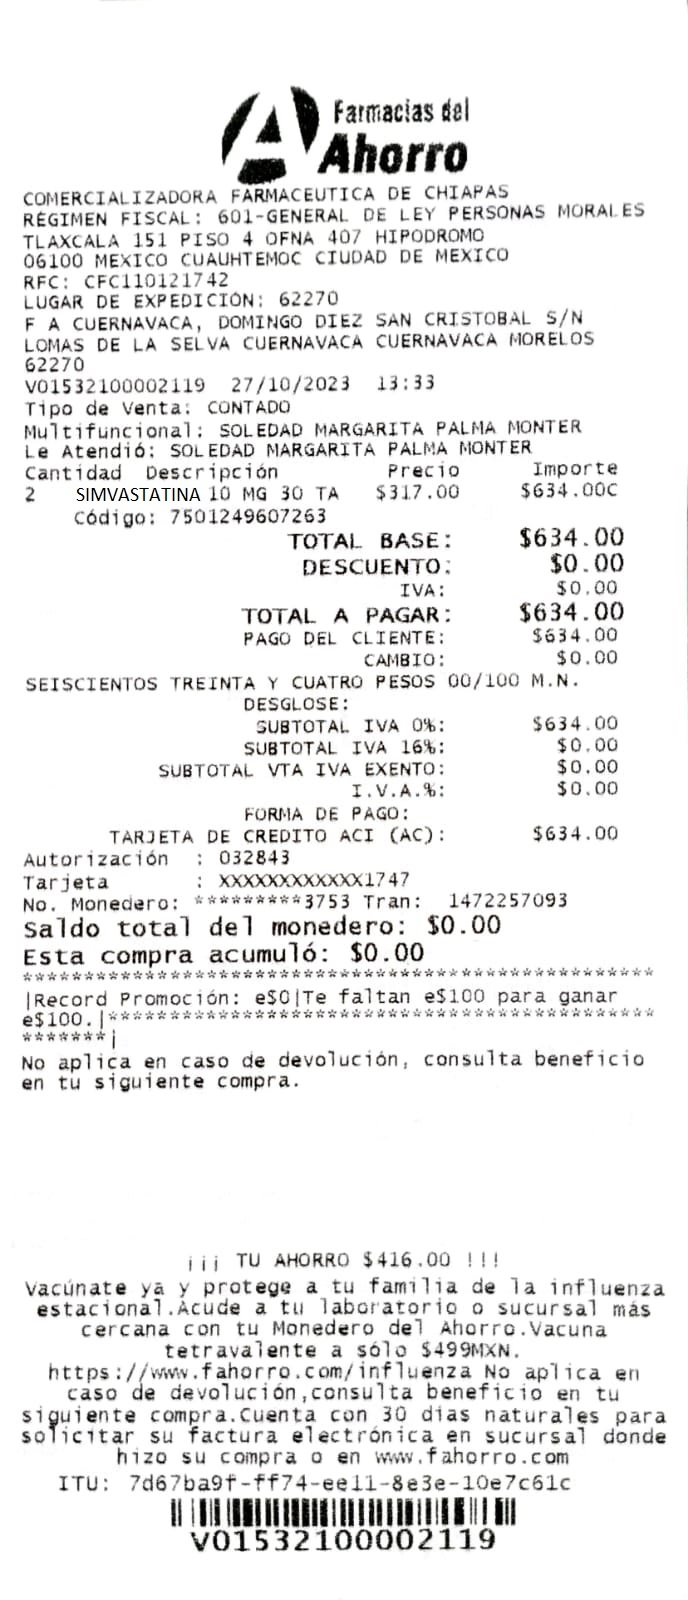 Farmacias del
Ahorro
COMERCIALIZADORA FARMACEUTICA DE CHIAPAS
REGIMEN FISCAL: 601-GENERAL DE LEY PERSONAS MORALES
TLAXCALA 151 PISO 4 OFNA 407 HIPODROMO
06100 MEXICO CUAUHTEMOC CIUDAD DE MEXICO
RFC: CFC110121742
LUGAR DE EXPEDICIÓN: 62270
F A CUERNAVACA, DOMINGO DIEZ SAN CRISTOBAL S/N
LOMAS DE LA SELVA CUERNAVACA CUERNAVACA MORELOS
62270
V01532100002119 27/10/2023 13:33
Tipo de Venta: CONTADO
Multifuncional: SOLEDAD MARGARITA PALMA MONTER
Le Atendió: SOLEDAD MARGARITA PALMA MONTER
Cantidad Descripción Precio Importe
2 SIMVASTATINA 10 MG 30 TA $317.00 $634.00C
Código: 7501249607263
TOTAL BASE: $634.00
DESCUENTO: $0.00
IVA: $0.00
TOTAL A PAGAR: $634.00
PAGO DEL CLIENTE: $634.00
CAMBIO: $0.00
SEISCIENTOS TREINTA Y CUATRO PESOS 00/100 M.N.
DESGLOSE:
SUBTOTAL IVA 0%: $634.00
SUBTOTAL IVA 16%: $0.00
SUBTOTAL VTA IVA EXENTO: $0.00
I.V.A.%: $0.00
FORMA DE PAGO:
TARJETA DE CREDITO ACI (AC): $634.00
Autorización : 032843
Tarjeta : XXXXXXXXXXXX1747
No. Monedero: *********3753 Tran: 1472257093
Saldo total del monedero: $0.00
Esta compra acumuló: $0.00
****************************************************
|Record Promoción: e$0|Te faltan e$100 para ganar
e$100.|*********************************************
*******|
No aplica en caso de devolución, consulta beneficio
en tu siguiente compra.
¡¡¡ TU AHORRO $416.00 !!!
Vacúnate ya y protege a tu familia de la influenza
estacional.Acude a tu laboratorio o sucursal más
cercana con tu Monedero del Ahorro.Vacuna
tetravalente a sólo $499MXN.
https://www.fahorro.com/influenza No aplica en
caso de devolución,consulta beneficio en tu
siguiente compra.Cuenta con 30 días naturales para
solicitar su factura electrónica en sucursal donde
hizo su compra o en www.fahorro.com
ITU: 7d67ba9f-ff74-ee11-8e3e-10e7c61c
V01532100002119